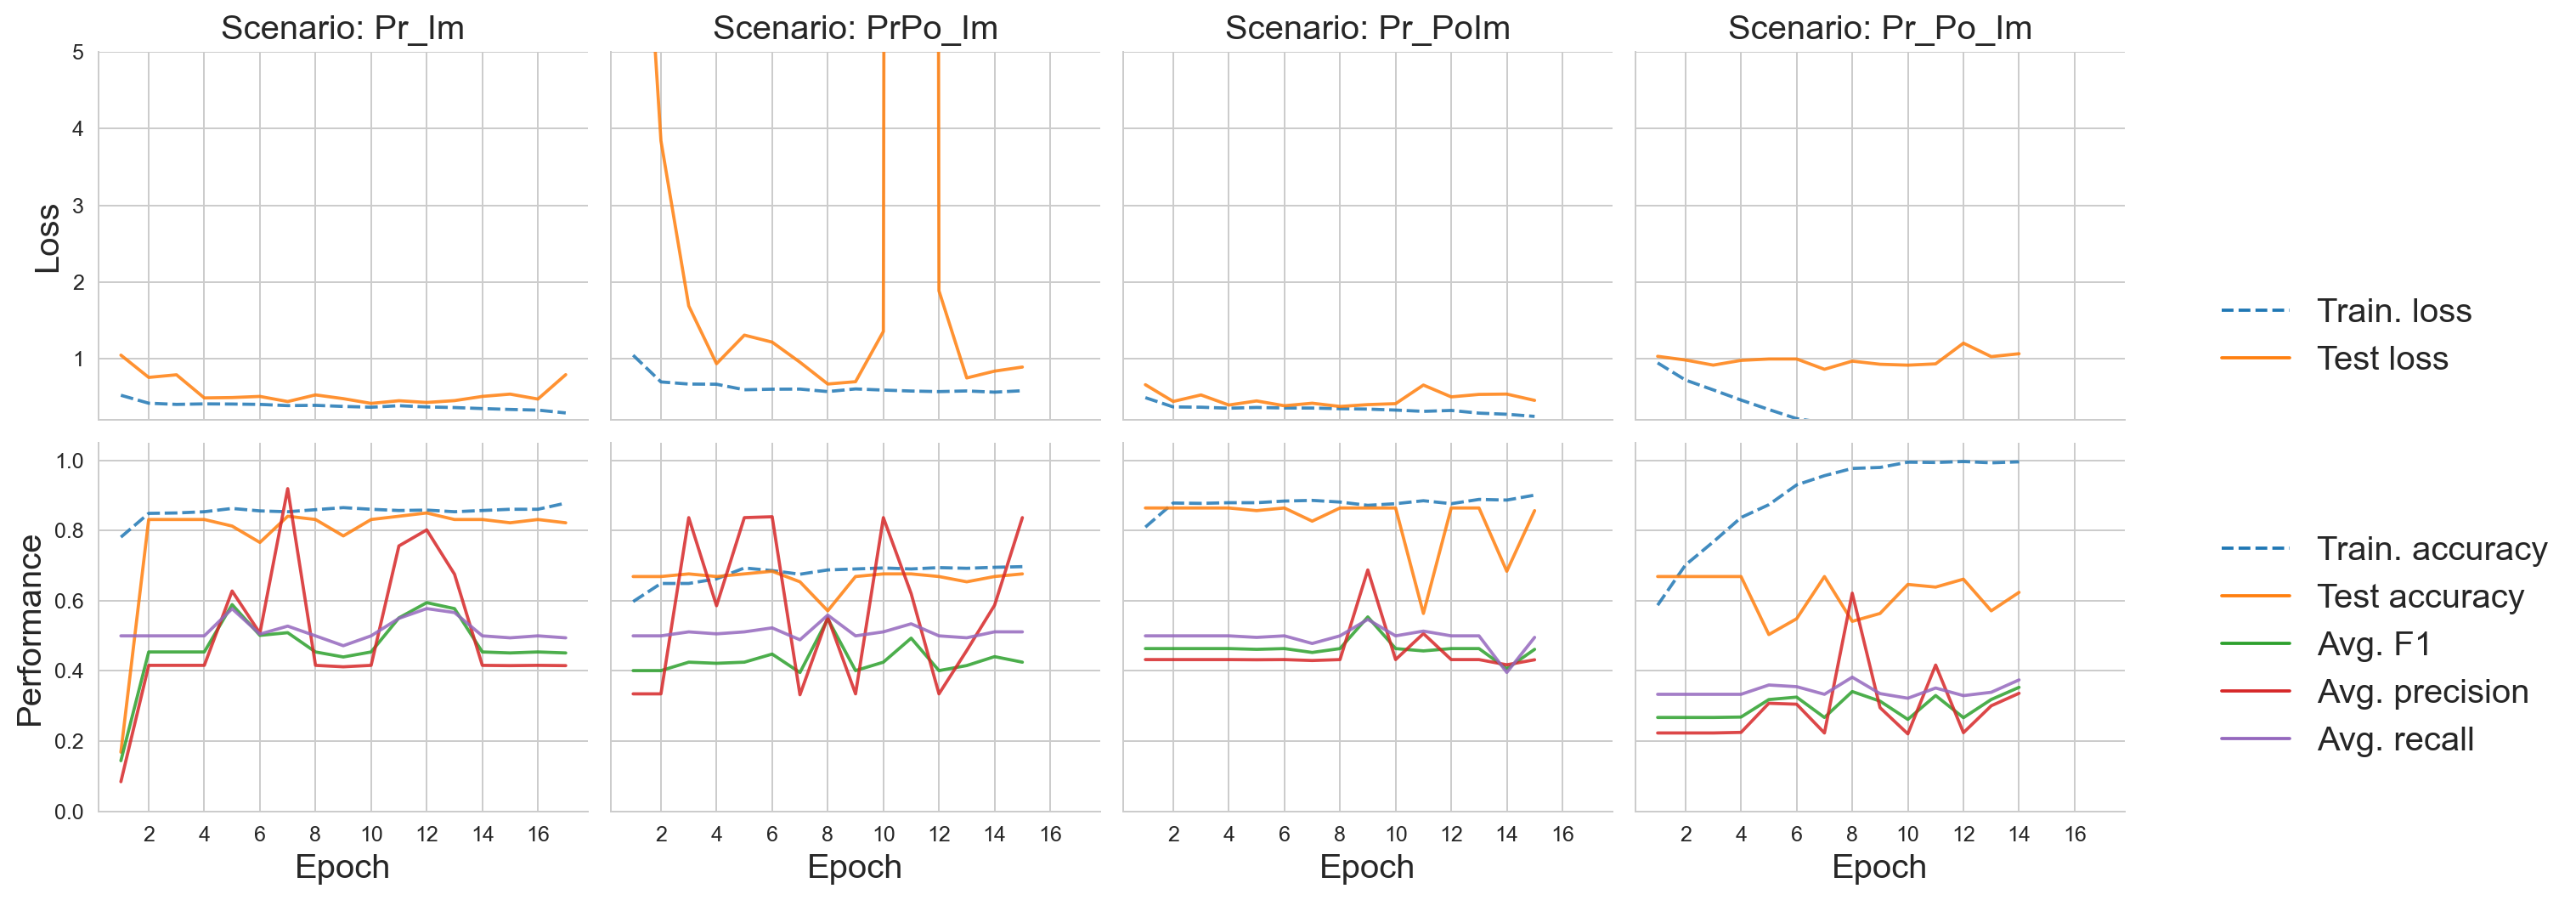 Scenario: Pr_Im
Scenario: PrPo_Im
Scenario: Pr_PoIm
Scenario: Pr_Po_Im
5
4
3
2
1
Loss
Train. loss
Test loss
1.0
0.8
0.6
0.4
0.2
0.0
Performance
Train. accuracy
Test accuracy
Avg. F1
Avg. precision
Avg. recall
2 4 6 8 10 12 14 16
2 4 6 8 10 12 14 16
2 4 6 8 10 12 14 16
2 4 6 8 10 12 14 16
Epoch
Epoch
Epoch
Epoch